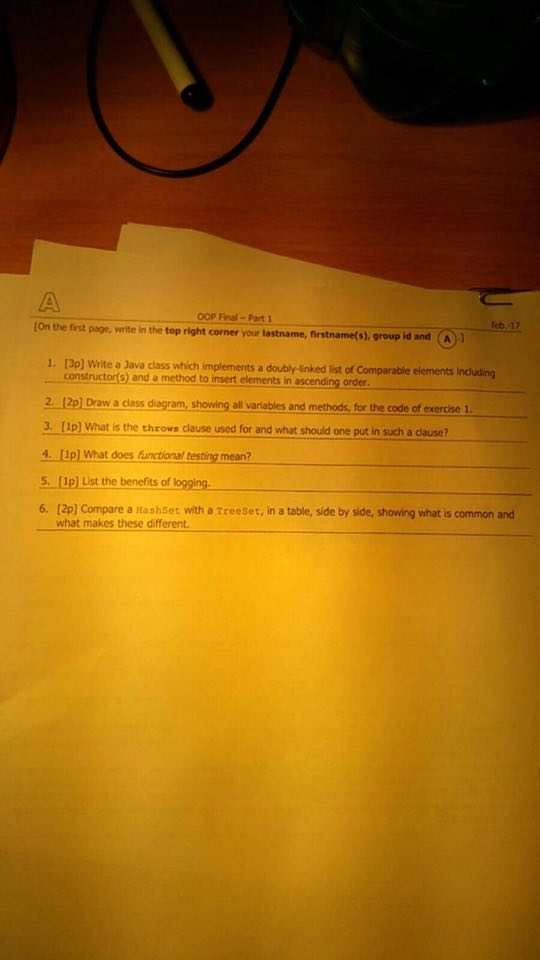 A
OOP Final – Part 1
feb.-17
[On the first page, write in the top right corner your lastname, firstname(s), group id and A.]
1. [3p] Write a Java class which implements a doubly-linked list of Comparable elements including
constructor(s) and a method to insert elements in ascending order.
2. [2p] Draw a class diagram, showing all variables and methods, for the code of exercise 1.
3. [1p] What is the throws clause used for and what should one put in such a clause?
4. [1p] What does functional testing mean?
5. [1p] List the benefits of logging.
6. [2p] Compare a HashSet with a TreeSet, in a table, side by side, showing what is common and
what makes these different.